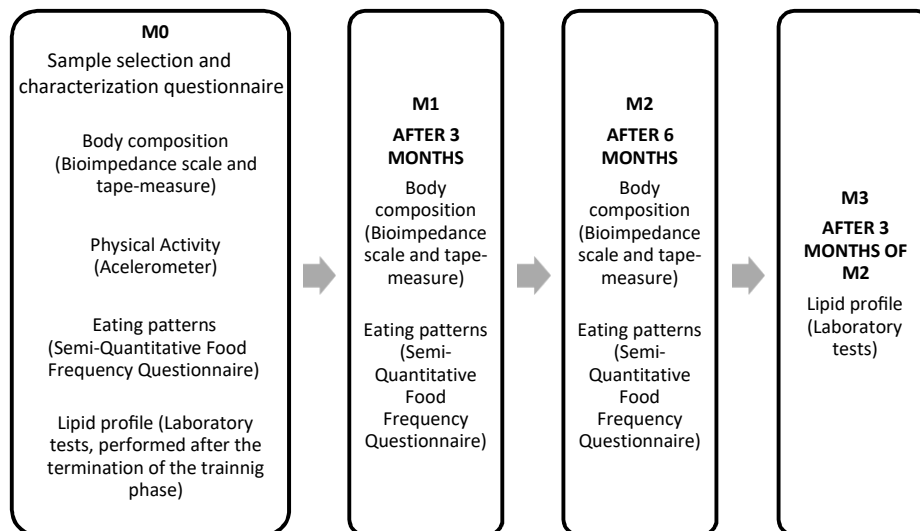 M0
Sample selection and
characterization questionnaire
Body composition
(Bioimpedance scale and
tape-measure)
Physical Activity
(Acelerometer)
Eating patterns
(Semi-Quantitative Food
Frequency Questionnaire)
Lipid profile (Laboratory
tests, performed after the
termination of the trainnig
phase)
M1
AFTER 3
MONTHS
Body
composition
(Bioimpedance
scale and tape-
measure)
Eating patterns
(Semi-
Quantitative
Food
Frequency
Questionnaire)
M2
AFTER 6
MONTHS
Body
composition
(Bioimpedance
scale and tape-
measure)
Eating patterns
(Semi-
Quantitative
Food
Frequency
Questionnaire)
M3
AFTER 3
MONTHS OF
M2
Lipid profile
(Laboratory
tests)